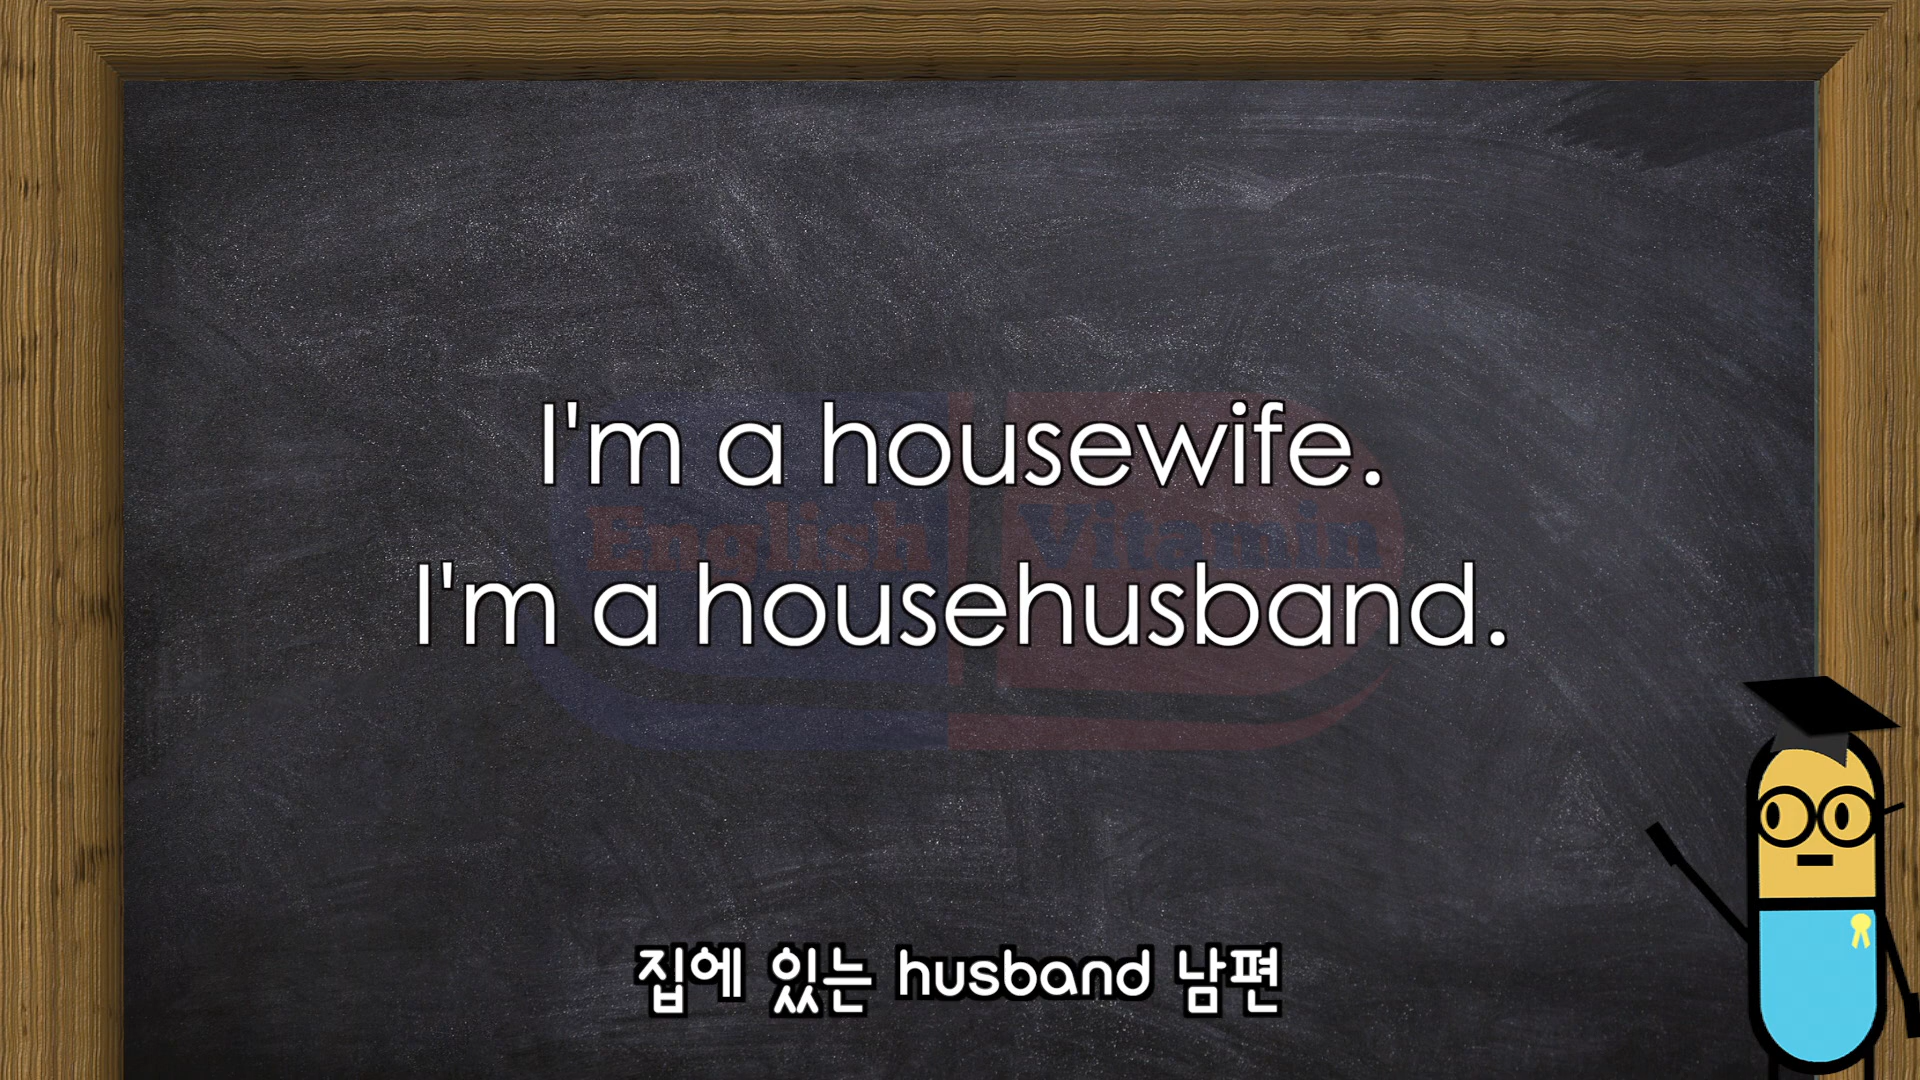 I'm a housewife.
English Vitamin
I'm a househusband.
집에 있는 husband 남편